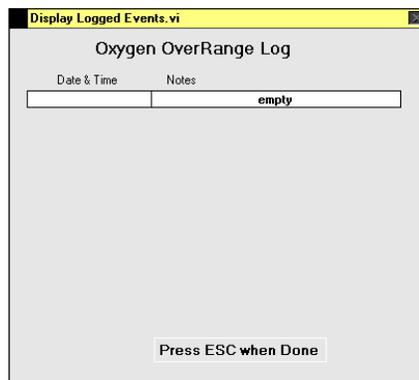 Display Logged Events.vi
Oxygen OverRange Log
Date & Time Notes
empty
Press ESC when Done